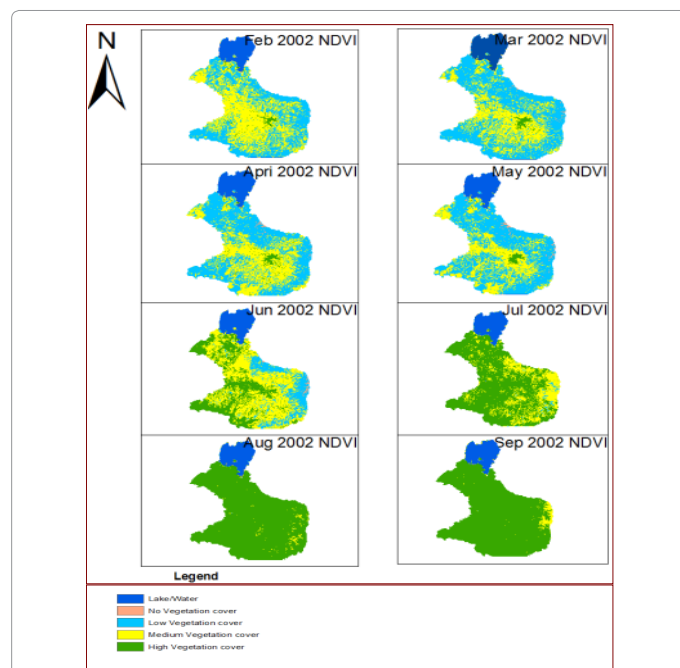 N
Feb 2002 NDVI
Mar 2002 NDVI
Apri 2002 NDVI
May 2002 NDVI
Jun 2002 NDVI
Jul 2002 NDVI
Aug 2002 NDVI
Sep 2002 NDVI
Legend
Lake/Water
No Vegetation cover
Low Vegetation cover
Medium Vegetation cover
High Vegetation cover